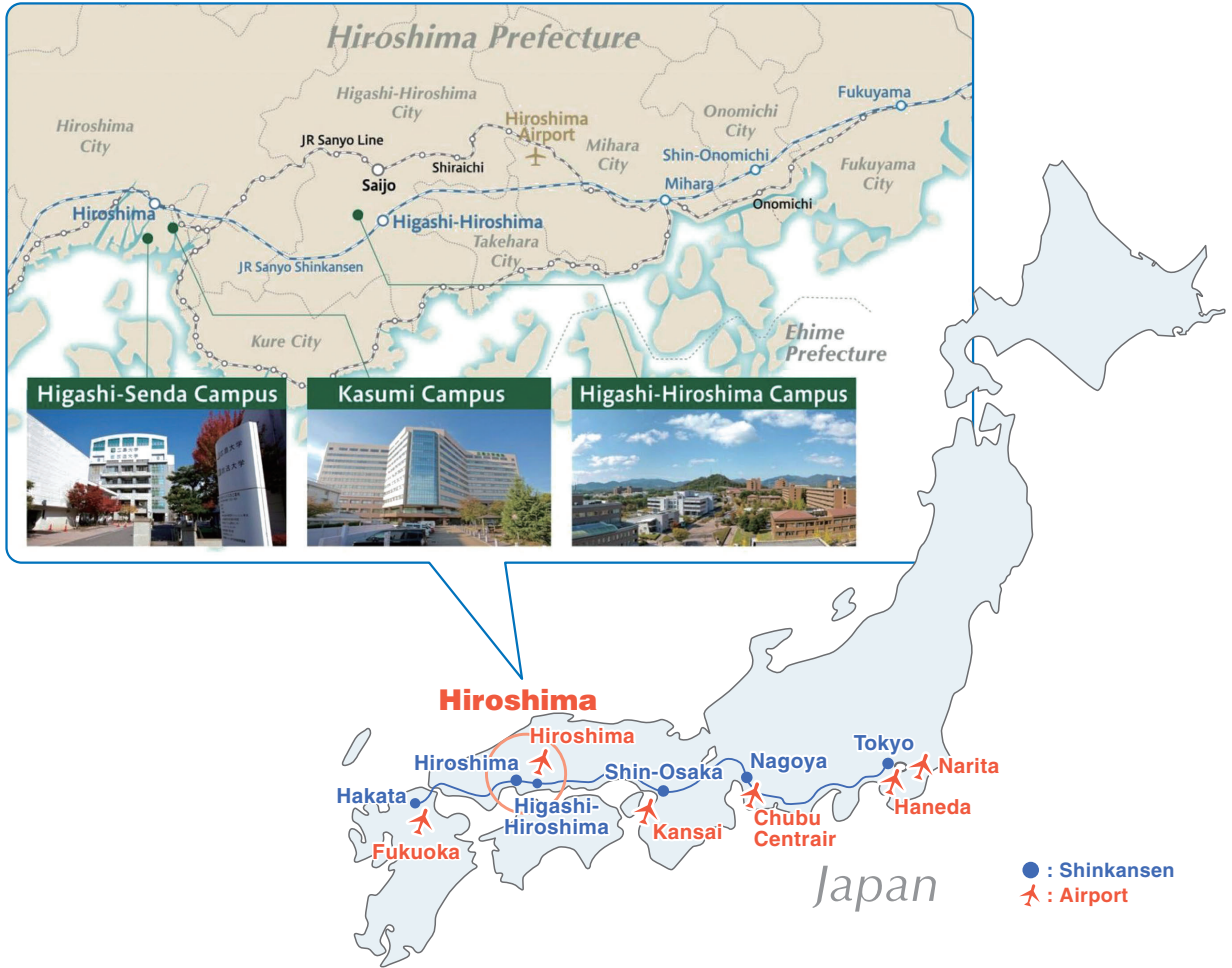 Hiroshima Prefecture
Higashi-Hiroshima
City
Hiroshima
City
JR Sanyo Line
Saijo
Shiraichi
Hiroshima
Airport
Mihara
City
Onomichi
City
Fukuyama
Shin-Onomichi
Mihara
Fukuyama
City
Onomichi
Hiroshima
Higashi-Hiroshima
Takehara
City
JR Sanyo Shinkansen
Kure City
Ehime
Prefecture
Higashi-Senda Campus
Kasumi Campus
Higashi-Hiroshima Campus
Hiroshima
Hiroshima
Hiroshima
Higashi-
Hiroshima
Hakata
Fukuoka
Shin-Osaka
Kansai
Nagoya
Chubu
Centrair
Tokyo
Narita
Haneda
Japan
: Shinkansen
: Airport